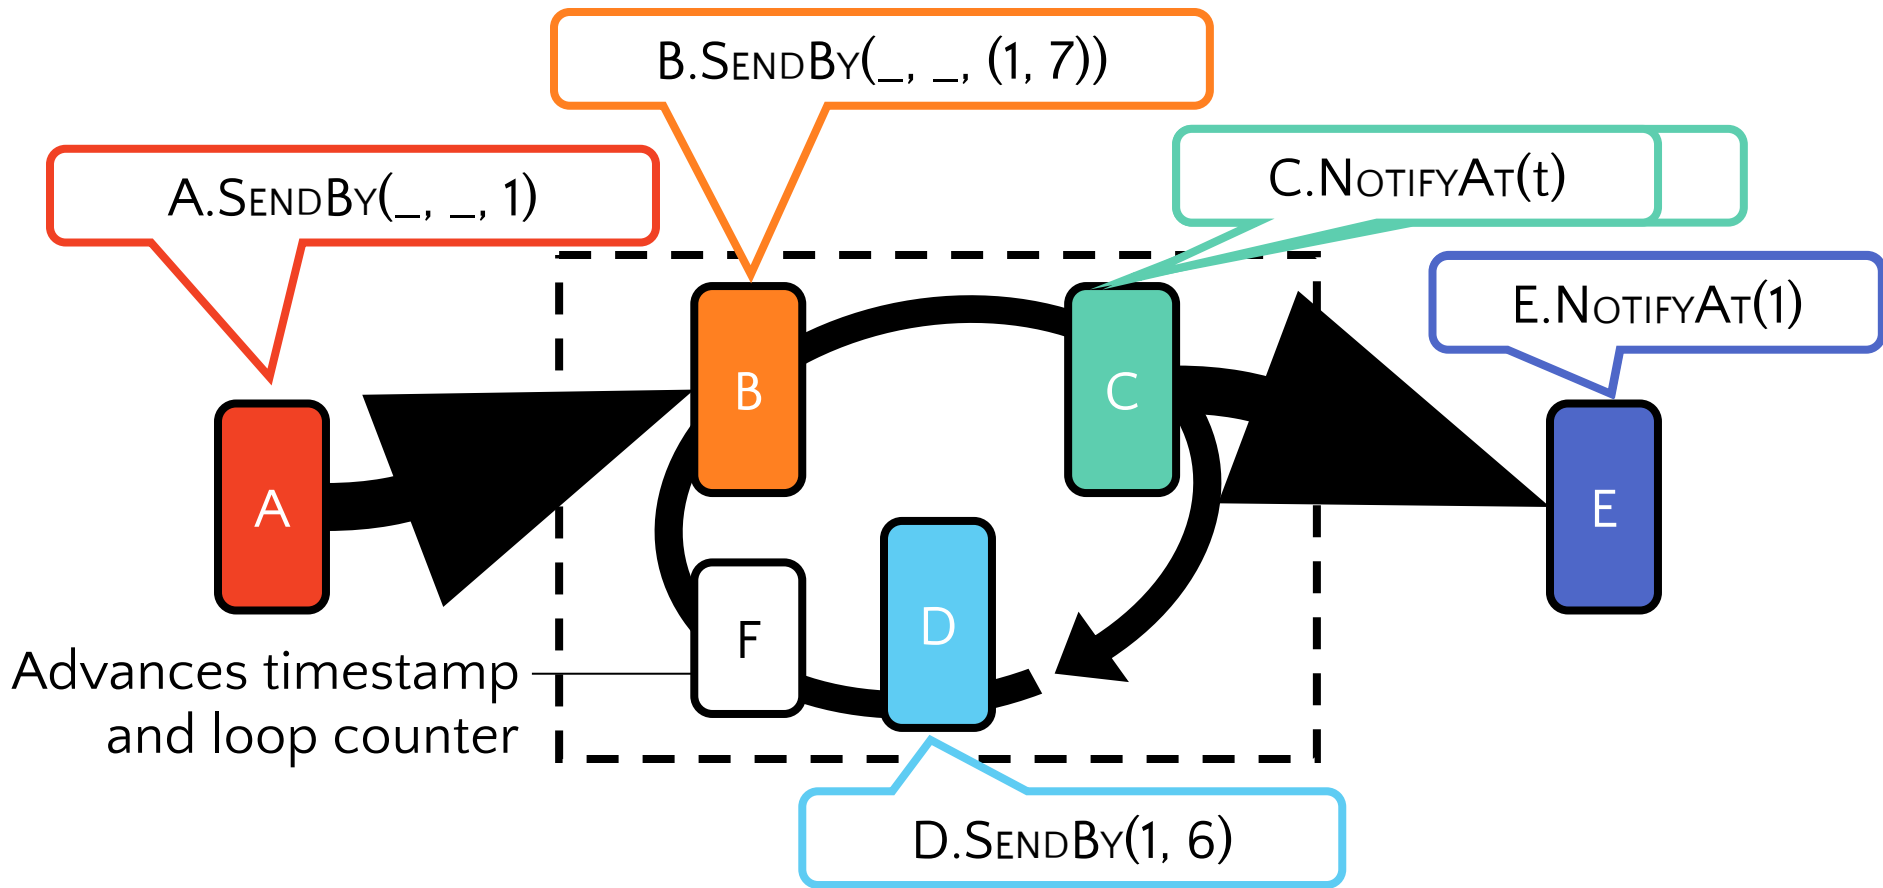 B.SENDBY(_, _, (1, 7))
A.SENDBY(_, _, 1)
C.NOTIFYAT(t)
E.NOTIFYAT(1)
B
C
A
E
F
D
Advances timestamp
and loop counter
D.SENDBY(1, 6)